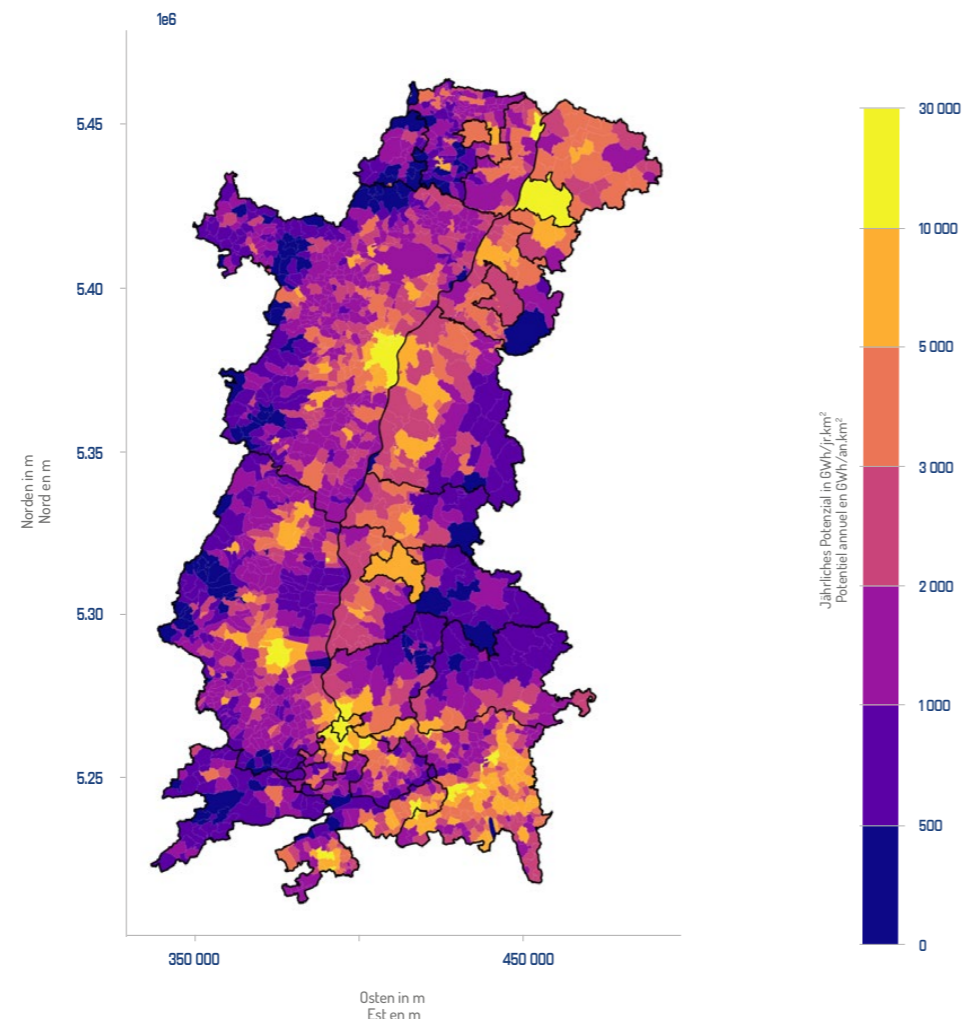 1e6
5.45
5.40
5.35
5.30
5.25
Norden in m
Nord en m
350 000
450 000
Osten in m
Est en m
Jährliches Potenzial in GWh/jr.km²
Potentiel annuel en GWh/an.km²
30 000
10 000
5 000
3 000
2 000
1 000
500
0